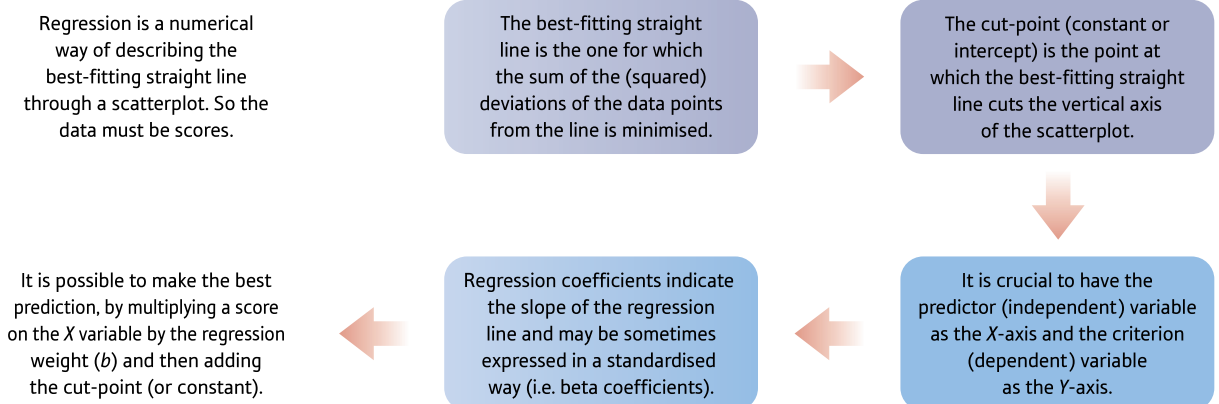 Regression is a numerical
way of describing the
best-fitting straight line
through a scatterplot. So the
data must be scores.
The best-fitting straight
line is the one for which
the sum of the (squared)
deviations of the data points
from the line is minimised.
The cut-point (constant or
intercept) is the point at
which the best-fitting straight
line cuts the vertical axis
of the scatterplot.
It is crucial to have the
predictor (independent) variable
as the X-axis and the criterion
(dependent) variable
as the Y-axis.
Regression coefficients indicate
the slope of the regression
line and may be sometimes
expressed in a standardised
way (i.e. beta coefficients).
It is possible to make the best
prediction, by multiplying a score
on the X variable by the regression
weight (b) and then adding
the cut-point (or constant).